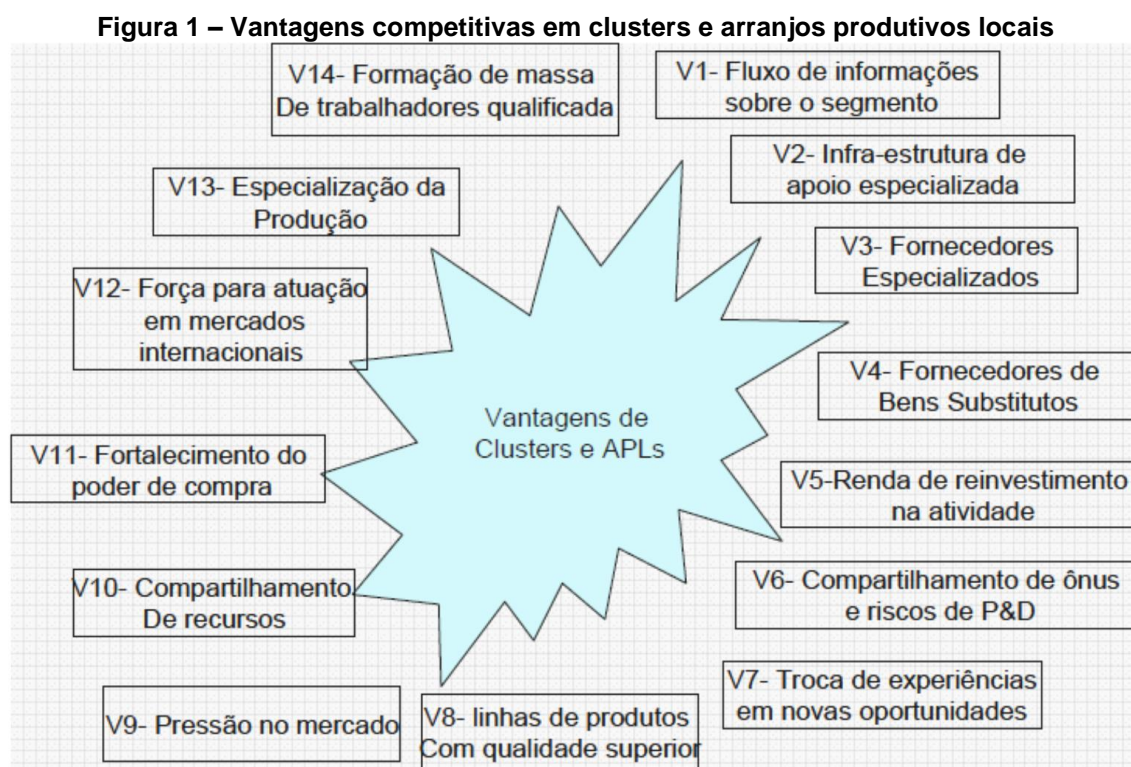 Figura 1 – Vantagens competitivas em clusters e arranjos produtivos locais
V14- Formação de massa
De trabalhadores qualificada
V1- Fluxo de informações
sobre o segmento
V2- Infra-estrutura de
apoio especializada
V13- Especialização da
Produção
V3- Fornecedores
Especializados
V12- Força para atuação
em mercados
internacionais
V4- Fornecedores de
Bens Substitutos
Vantagens de
Clusters e APLs
V11- Fortalecimento do
poder de compra
V5-Renda de reinvestimento
na atividade
V10- Compartilhamento
De recursos
V6- Compartilhamento de ônus
e riscos de P&D
V7- Troca de experiências
em novas oportunidades
V9- Pressão no mercado
V8- linhas de produtos
Com qualidade superior